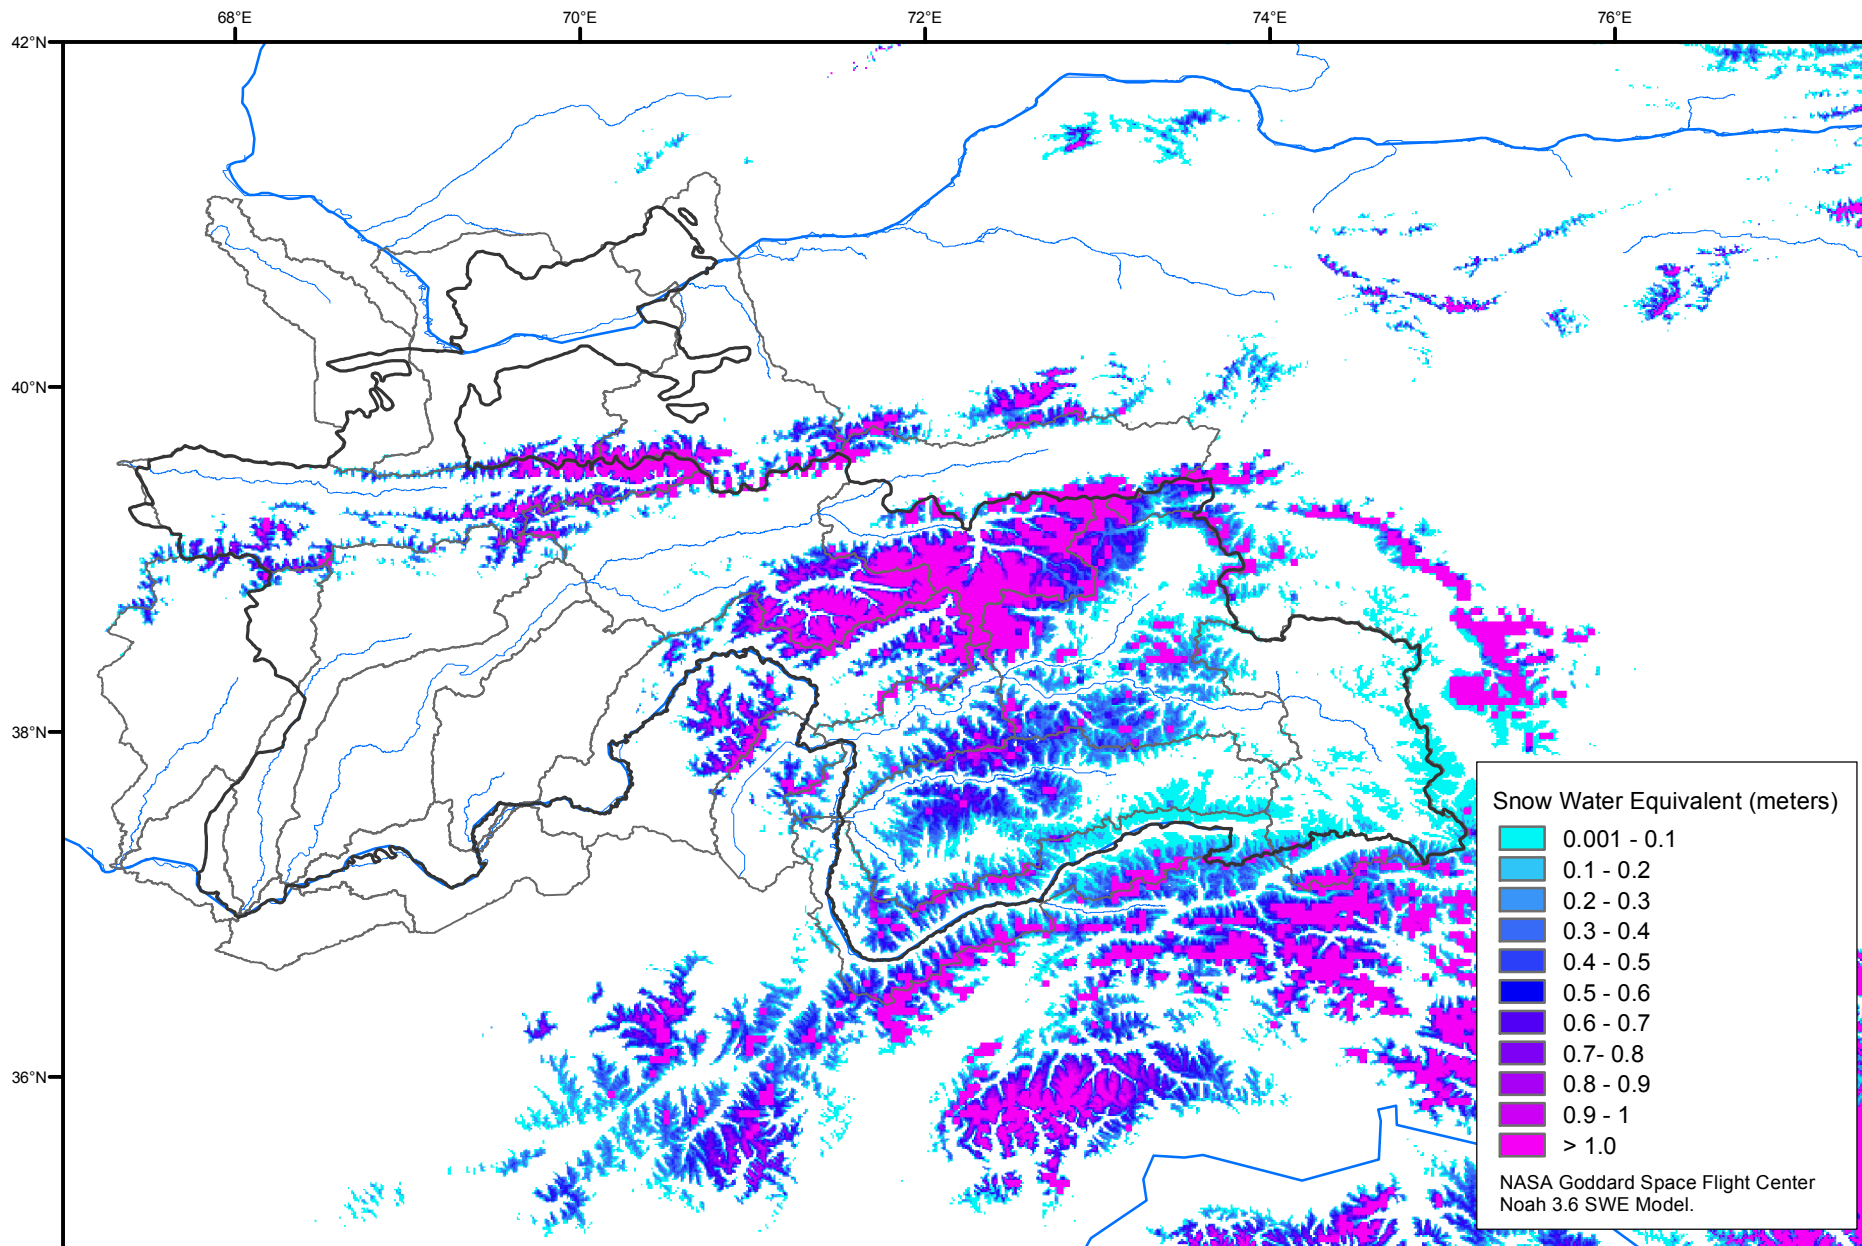 68°E
70°E
72°E
74°E
76°E
42°N
40°N
38°N
36°N
Snow Water Equivalent (meters)
0.001 - 0.1
0.1 - 0.2
0.2 - 0.3
0.3 - 0.4
0.4 - 0.5
0.5 - 0.6
0.6 - 0.7
0.7- 0.8
0.8 - 0.9
0.9 - 1
> 1.0
NASA Goddard Space Flight Center
Noah 3.6 SWE Model.